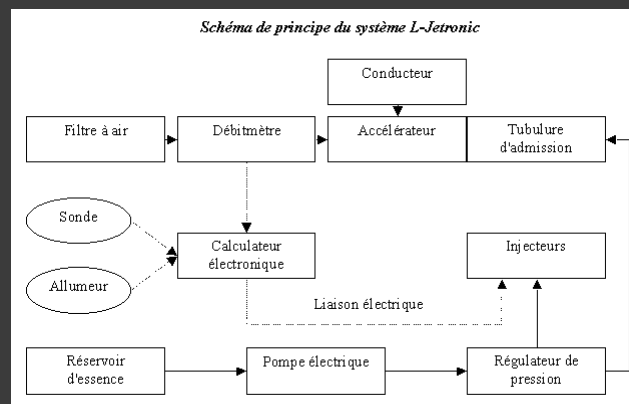 Schéma de principe du système L-Jetronic
Conducteur
Filtre à air
Débitmètre
Accélérateur
Tubulure
d'admission
Sonde
Allumeur
Calculateur
électronique
Injecteurs
Liaison électrique
Réservoir
d'essence
Pompe électrique
Régulateur de
pression